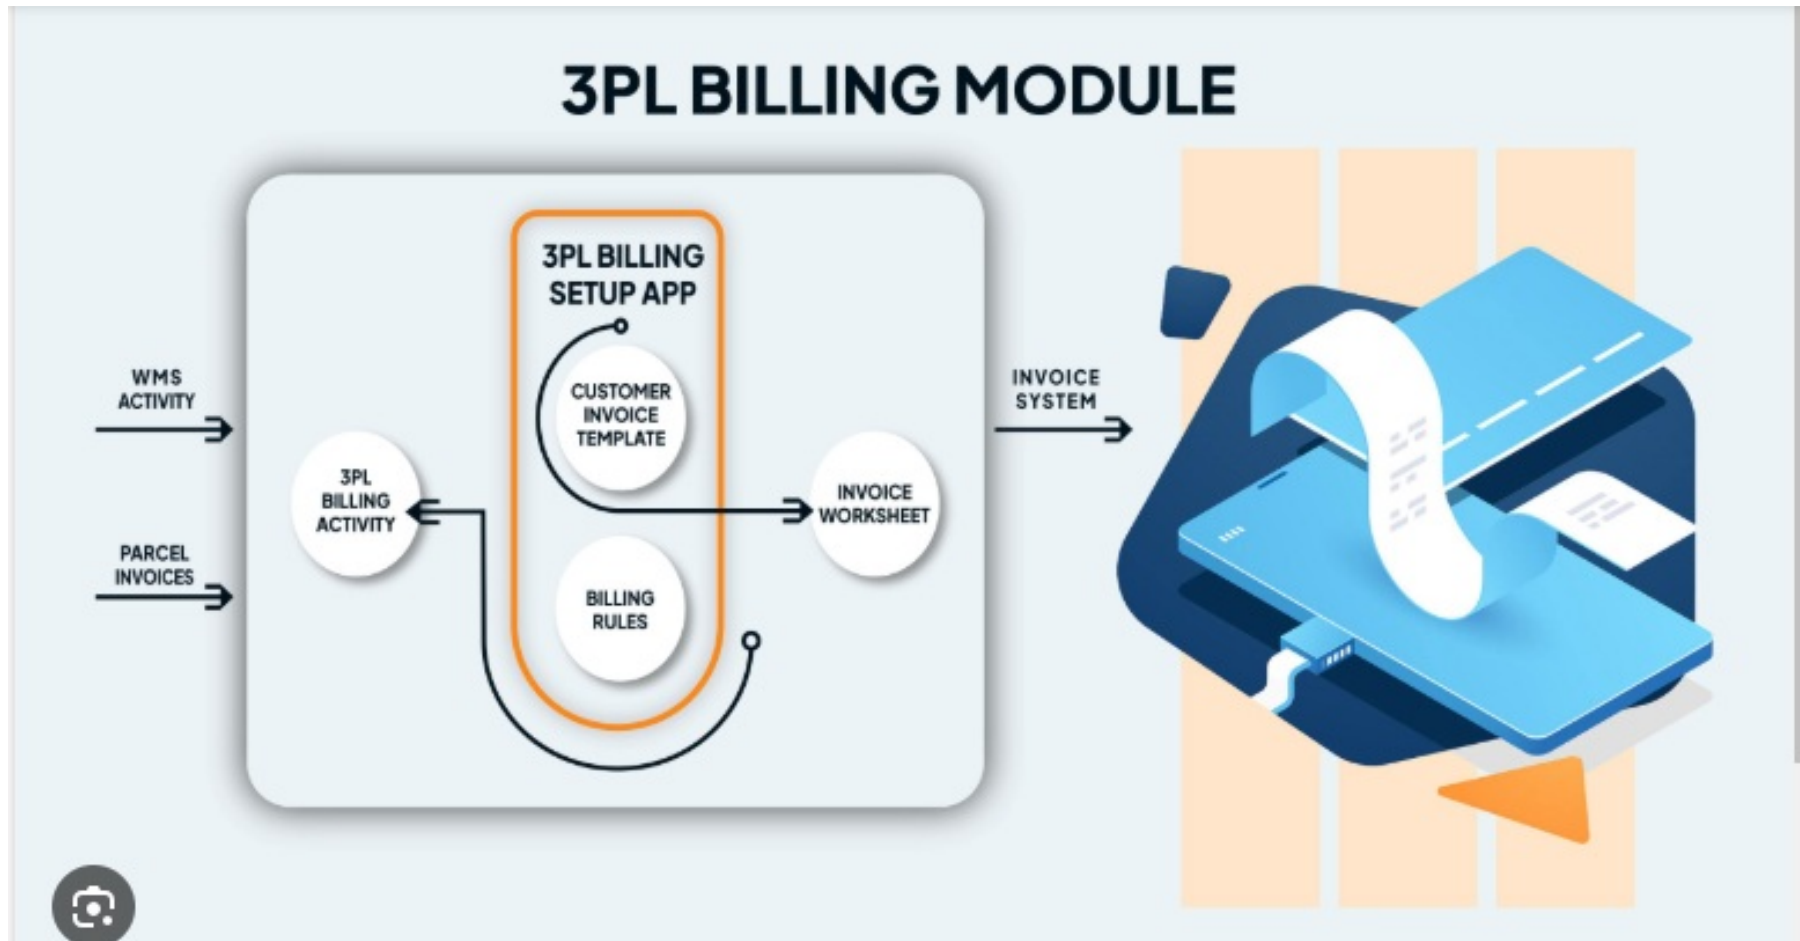 3PL BILLING MODULE
3PL BILLING
SETUP APP
WMS
ACTIVITY
PARCEL
INVOICES
3PL
BILLING
ACTIVITY
CUSTOMER
INVOICE
TEMPLATE
BILLING
RULES
INVOICE
WORKSHEET
INVOICE
SYSTEM